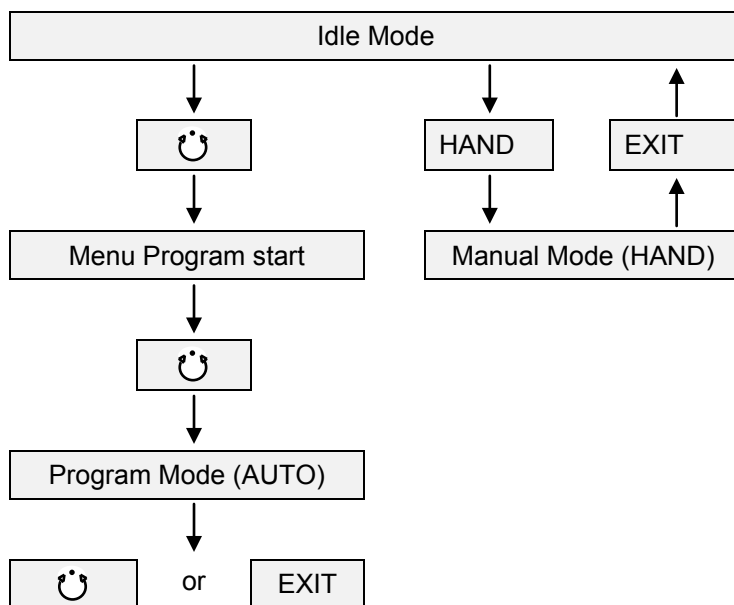 Idle Mode
HAND
EXIT
Menu Program start
Manual Mode (HAND)
Program Mode (AUTO)
or
EXIT